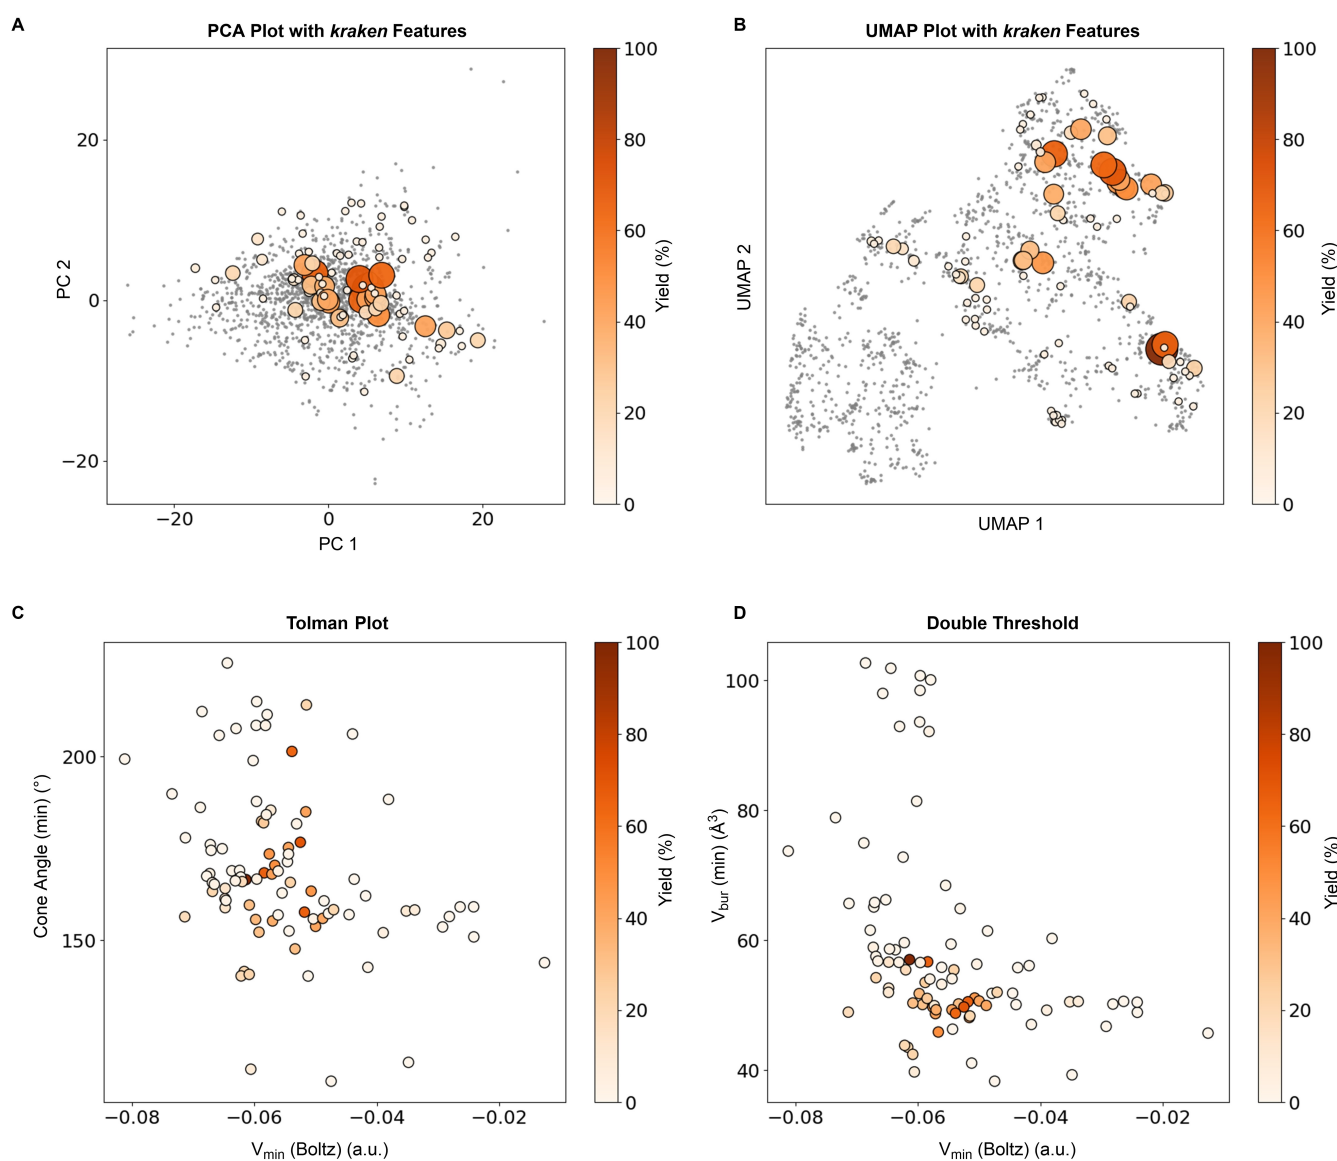 A
PCA Plot with kraken Features
PC 2
20
0
−20
−20
0
20
PC 1
100
80
60
40
20
0
Yield (%)
B
UMAP Plot with kraken Features
UMAP 2
UMAP 1
100
80
60
40
20
0
Yield (%)
C
Tolman Plot
Cone Angle (min) (°)
200
150
−0.08
−0.06
−0.04
−0.02
Vmin (Boltz) (a.u.)
100
80
60
40
20
0
Yield (%)
D
Double Threshold
Vbur (min) (Å3)
100
80
60
40
−0.08
−0.06
−0.04
−0.02
Vmin (Boltz) (a.u.)
100
80
60
40
20
0
Yield (%)